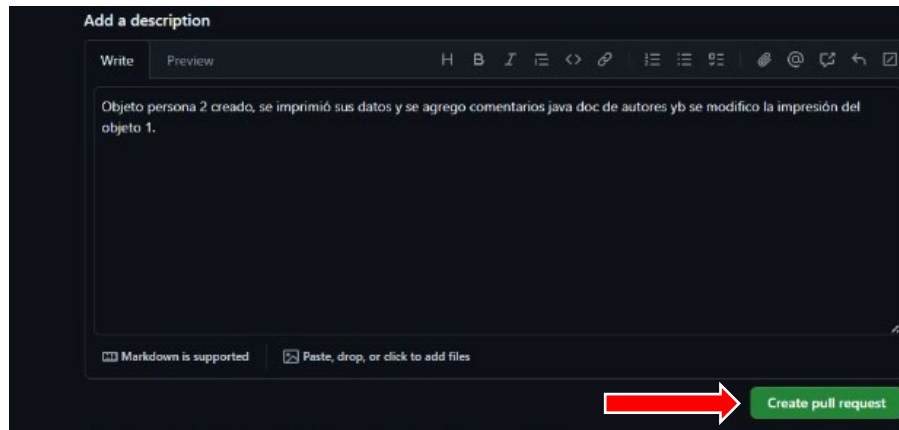 Add a description
Write Preview
Objeto persona 2 creado, se imprimió sus datos y se agrego comentarios java doc de autores yb se modifico la impresión del
objeto 1.
Markdown is supported Paste, drop, or click to add files
Create pull request